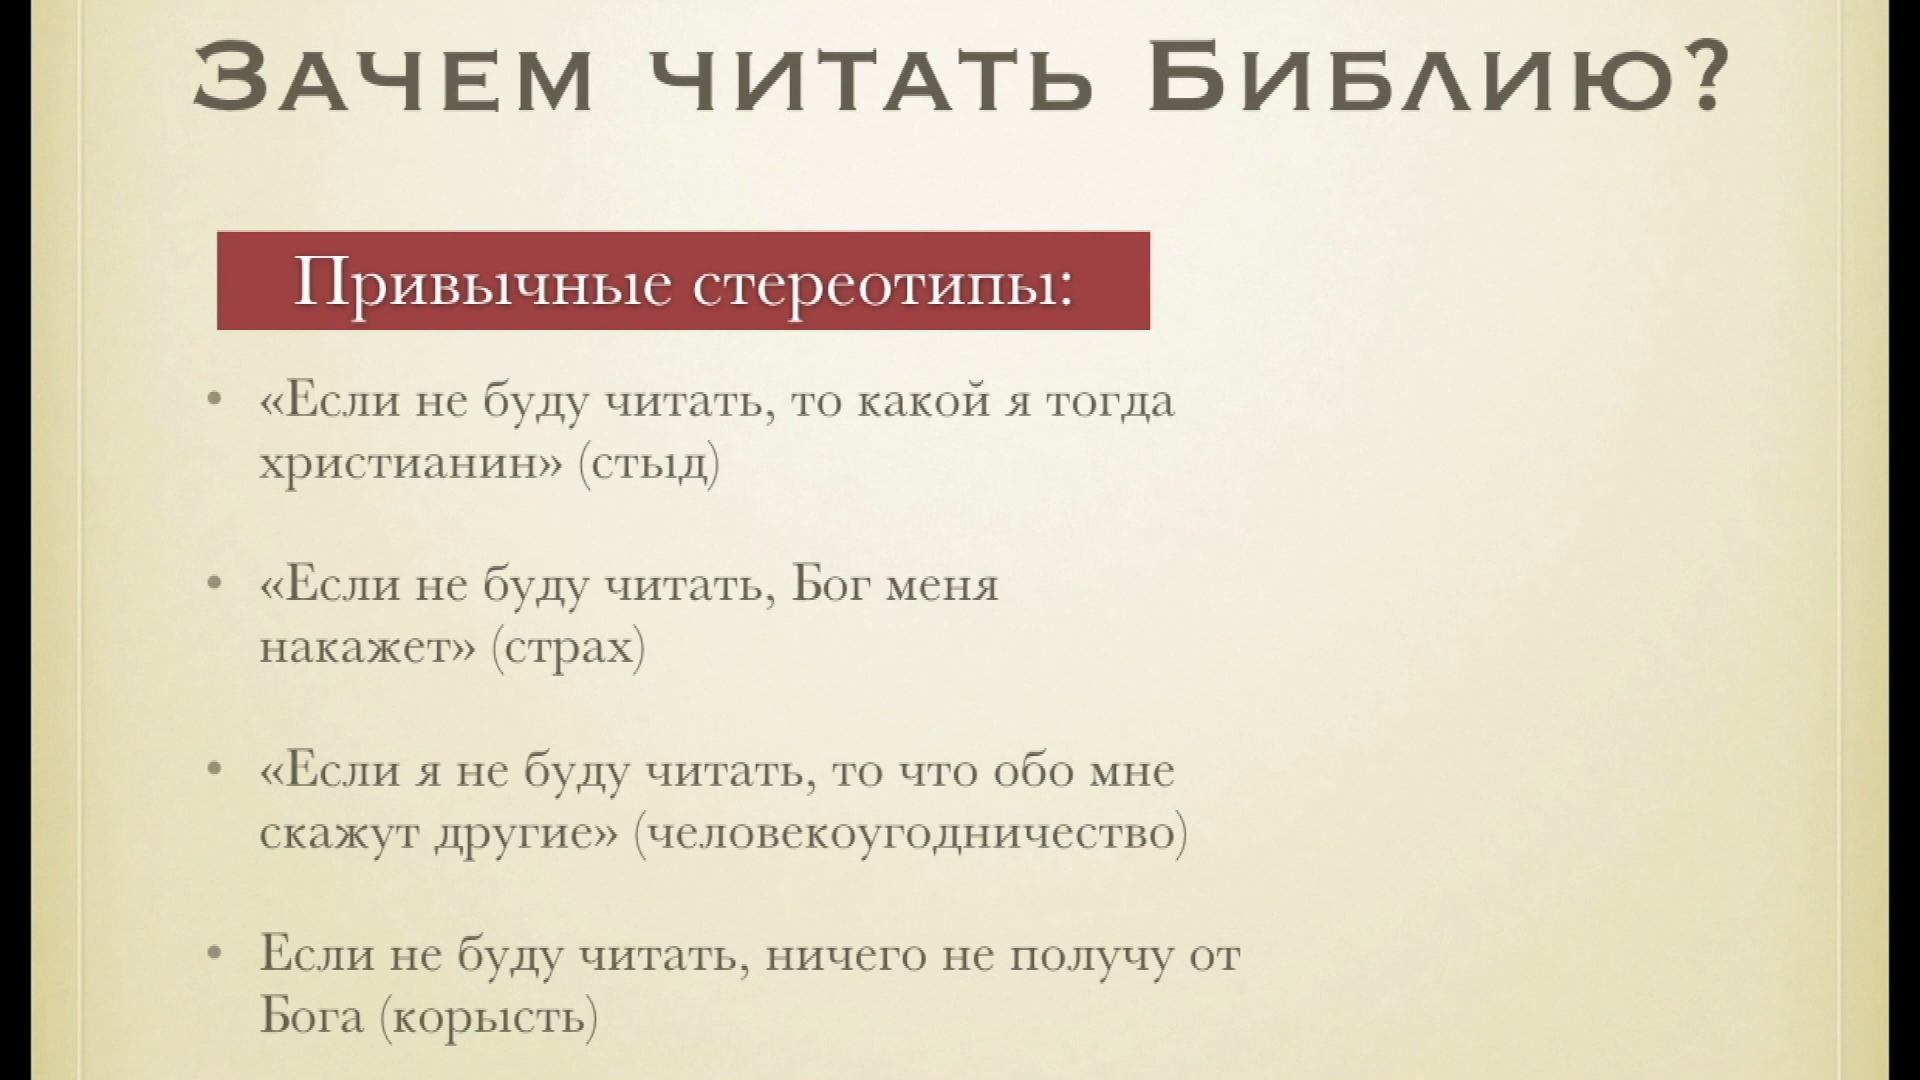 Зачем читать Библию?
Привычные стереотипы:
• «Если не буду читать, то какой я тогда
христианин» (стыд)
• «Если не буду читать, Бог меня
накажет» (страх)
• «Если я не буду читать, то что обо мне
скажут другие» (человекоугодничество)
• Если не буду читать, ничего не получу от
Бога (корысть)